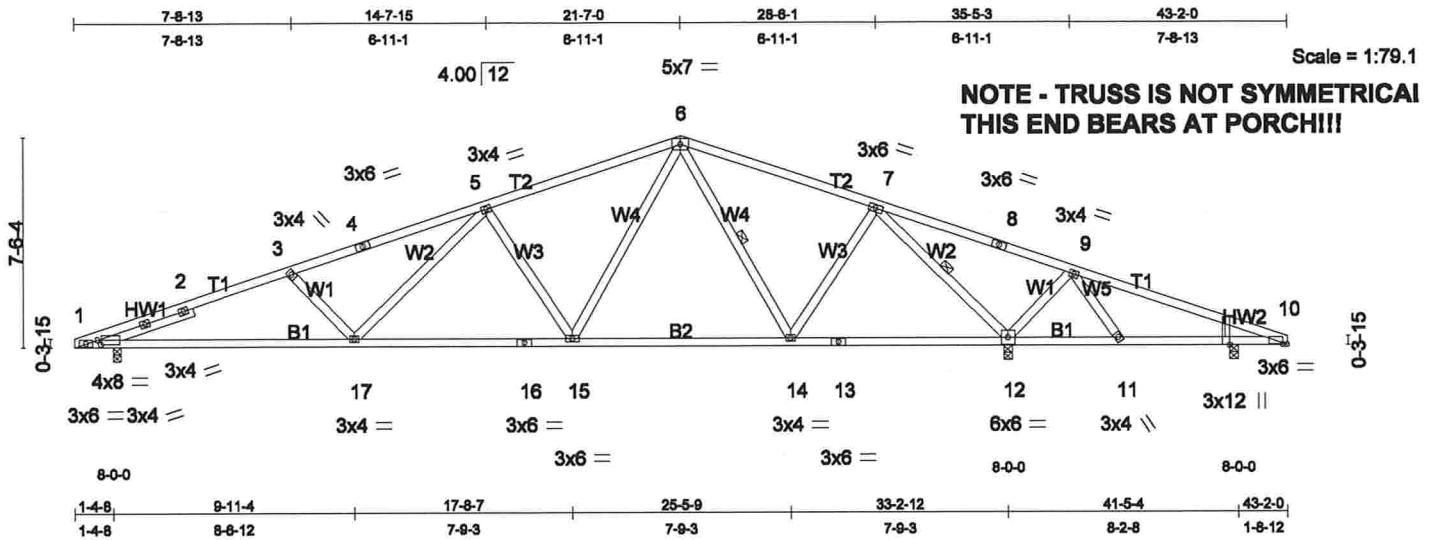 7-8-13 14-7-15 21-7-0 28-6-1 35-5-3 43-2-0
7-8-13 6-11-1 6-11-1 6-11-1 6-11-1 7-8-13
Scale = 1:79.1
4.00 12
5x7 =
NOTE - TRUSS IS NOT SYMMETRICAL
THIS END BEARS AT PORCH!!!
6
3x4 = 3x6 =
3x6 = 5 T2 T2 7 3x6 =
3x4 \\ 4 8 3x4 =
3 W2 W3 W4 W4 W3 W2 9
7-6-4
2 T1 W1 W1 W5 T1
1 HW1 HW2 10
0-3-15 B1 B2 B1 0-3-15
4x8 = 3x4 = 3x6 =
17 16 15 14 13 12 11 3x12 ||
3x6 = 3x4 = 3x4 = 3x6 = 3x4 = 6x6 = 3x4 \\
3x6 = 3x6 =
8-0-0 8-0-0 8-0-0
1-4-8 9-11-4 17-8-7 25-5-9 33-2-12 41-5-4 43-2-0
1-4-8 8-6-12 7-9-3 7-9-3 7-9-3 8-2-8 1-8-12